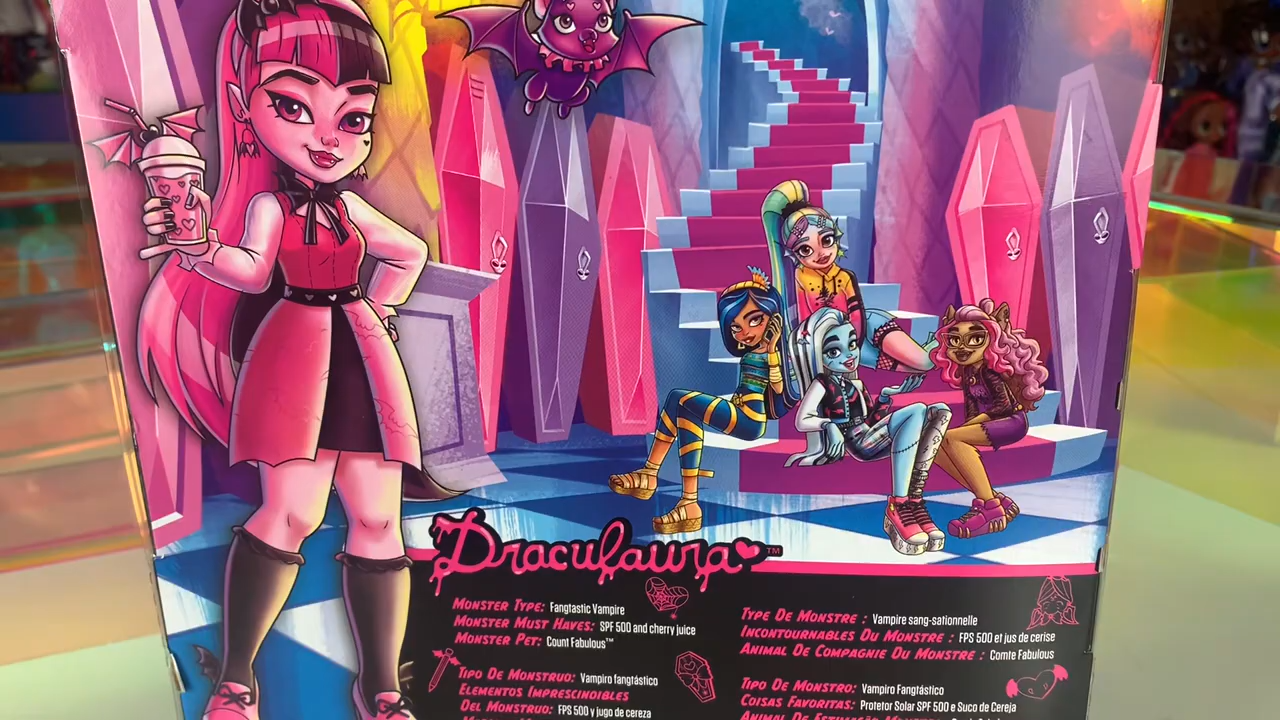 Draculaura™
MONSTER TYPE: Fangtastic Vampire
MONSTER MUST HAVES: SPF 500 and cherry juice
MONSTER PET: Count Fabulous™
TIPO DE MONSTRUO: Vampiro fangtástico
ELEMENTOS IMPRESCINDIBLES
DEL MONSTRUO: FPS 500 y jugo de cereza
TYPE DE MONSTRE : Vampire sang-sationnelle
INCONTOURNABLES DU MONSTRE : FPS 500 et jus de cerise
ANIMAL DE COMPAGNIE DU MONSTRE : Comte Fabulous
TIPO DE MONSTRO: Vampiro Fangtástico
COISAS FAVORITAS: Protetor Solar SPF 500 e Suco de Cereja
ANIMAL DE ESTIMAÇÃO